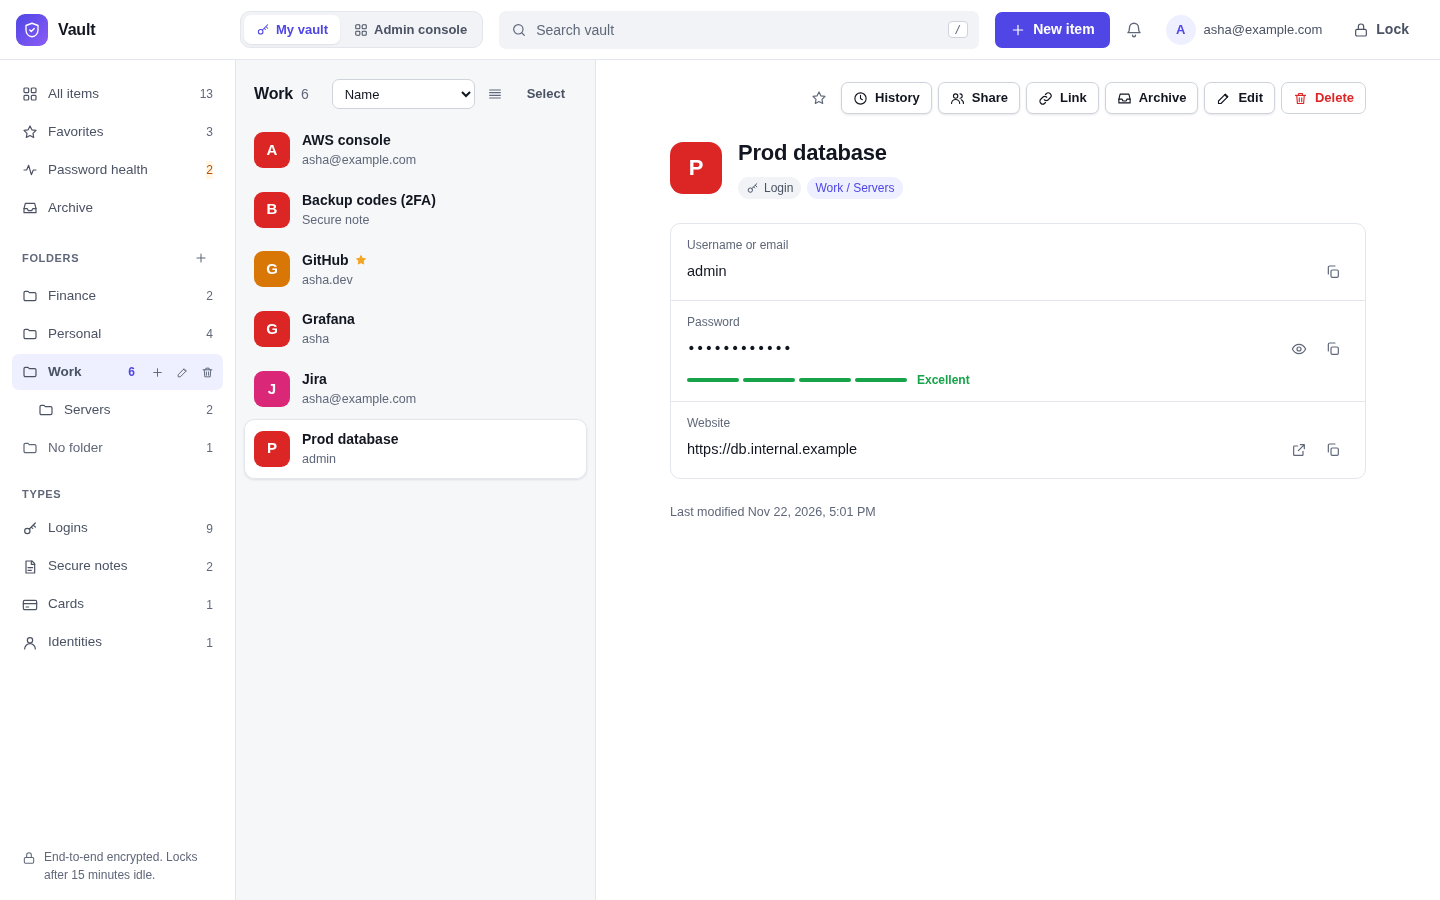 Vault
My vault
Admin console
Search vault
/
New item
A
asha@example.com
Lock
All items 13
Favorites 3
Password health 2
Archive
FOLDERS
Finance 2
Personal 4
Work 6
Servers 2
No folder 1
TYPES
Logins 9
Secure notes 2
Cards 1
Identities 1
End-to-end encrypted. Locks
after 15 minutes idle.
Work 6
Name
Select
A
AWS console
asha@example.com
B
Backup codes (2FA)
Secure note
G
GitHub
asha.dev
G
Grafana
asha
J
Jira
asha@example.com
P
Prod database
admin
History
Share
Link
Archive
Edit
Delete
P
Prod database
Login
Work / Servers
Username or email
admin
Password
••••••••••••
Excellent
Website
https://db.internal.example
Last modified Nov 22, 2026, 5:01 PM